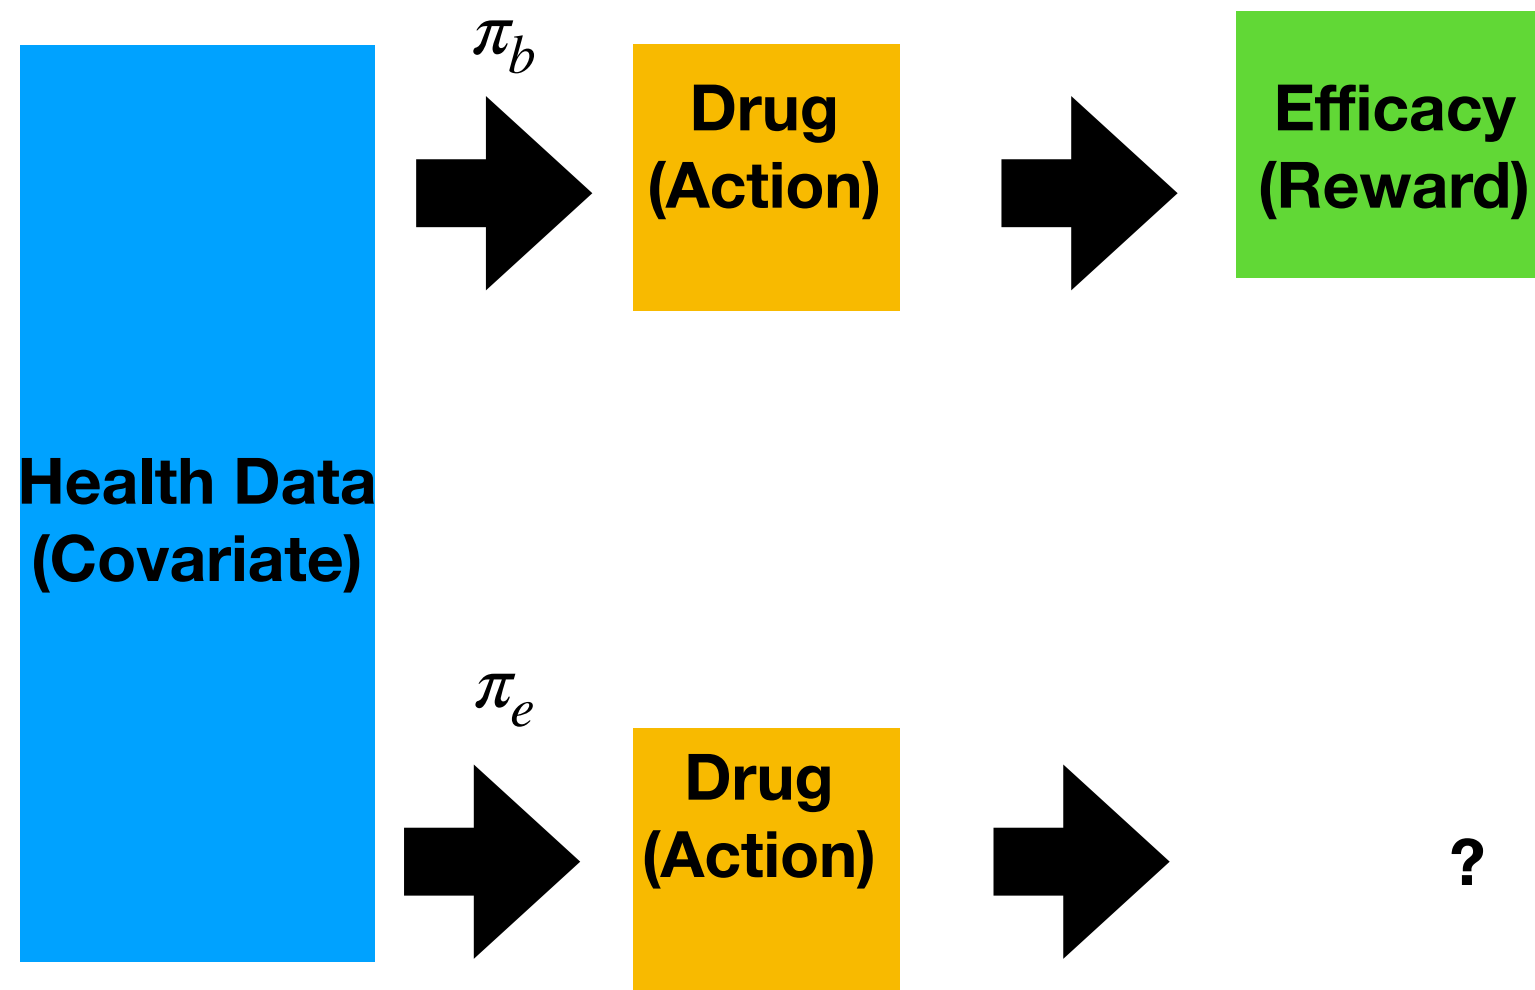 π_b
Drug
(Action)
Efficacy
(Reward)
Health Data
(Covariate)
π_e
Drug
(Action)
?